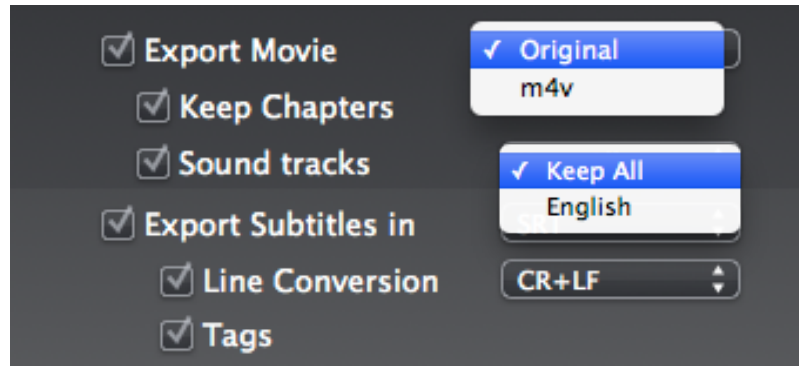 Export Movie
✓ Original
m4v
Keep Chapters
Sound tracks
✓ Keep All
English
Export Subtitles in
SRT
Line Conversion
CR+LF
Tags